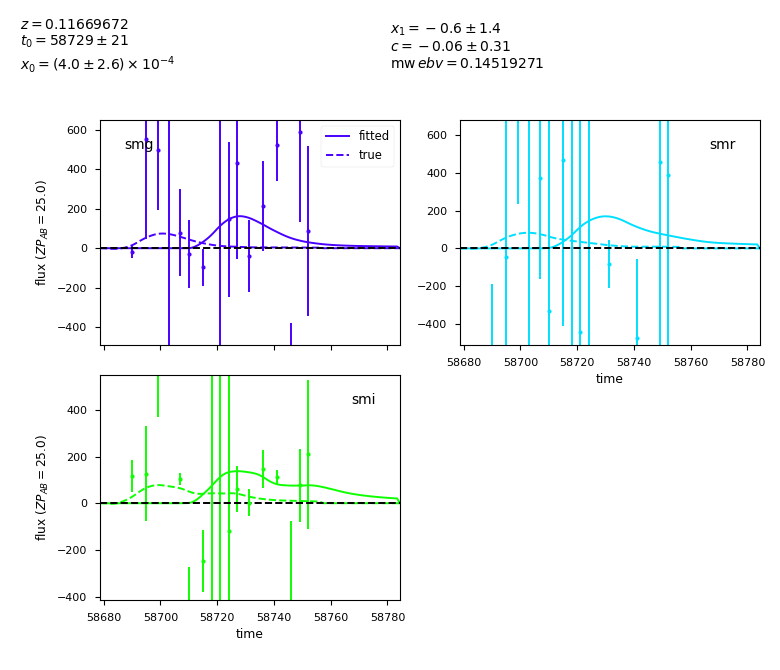 z = 0.11669672
t₀ = 58729 ± 21
x₀ = (4.0 ± 2.6) × 10⁻⁴
x₁ = −0.6 ± 1.4
c = −0.06 ± 0.31
mw ebv = 0.14519271
smg
fitted
true
600
400
200
0
−200
−400
flux (ZP_AB = 25.0)
smr
600
400
200
0
−200
−400
58680 58700 58720 58740 58760 58780
time
smi
400
200
0
−200
−400
flux (ZP_AB = 25.0)
58680 58700 58720 58740 58760 58780
time